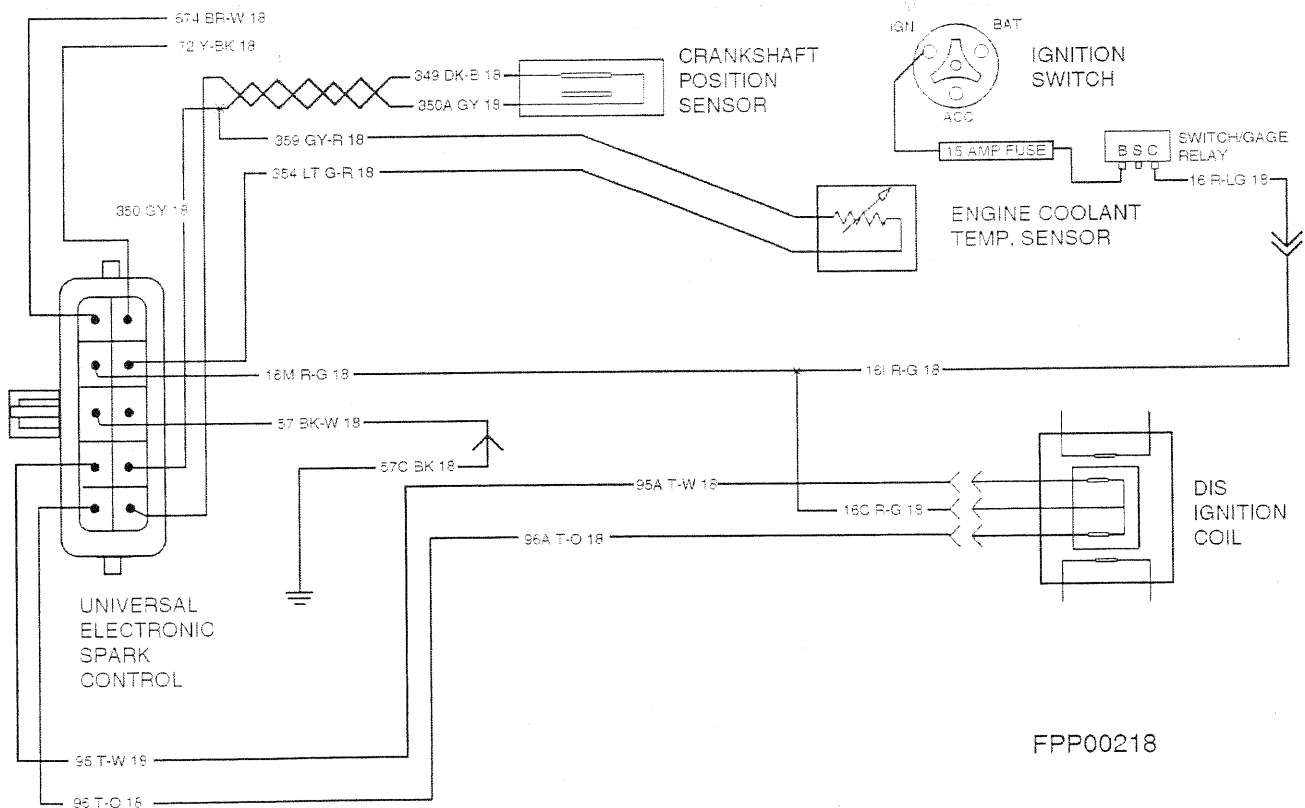 674 BR-W 18
72 Y-BK 18
349 DK-B 18
350A GY 18
CRANKSHAFT
POSITION
SENSOR
IGN
BAT
ACC
IGNITION
SWITCH
359 GY-R 18
354 LT G-R 18
15 AMP FUSE
B S C
SWITCH/GAGE
RELAY
16 R-LG 18
350 GY 18
ENGINE COOLANT
TEMP. SENSOR
16M R-G 18
16I R-G 18
57 BK-W 18
57C BK 18
95A T-W 18
16C R-G 18
96A T-O 18
DIS
IGNITION
COIL
UNIVERSAL
ELECTRONIC
SPARK
CONTROL
95 T-W 18
96 T-O 18
FPP00218